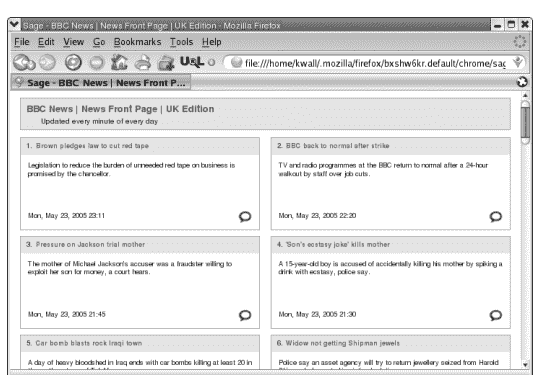 Sage - BBC News | News Front Page | UK Edition - Mozilla Firefox
File Edit View Go Bookmarks Tools Help
file:///home/kwall/.mozilla/firefox/bxshw6kr.default/chrome/sag
Sage - BBC News | News Front P...
BBC News | News Front Page | UK Edition
Updated every minute of every day
1. Brown pledges law to cut red tape
Legislation to reduce the burden of unneeded red tape on business is
promised by the chancellor.
Mon, May 23, 2005 23:11
2. BBC back to normal after strike
TV and radio programmes at the BBC return to normal after a 24-hour
walkout by staff over job cuts.
Mon, May 23, 2005 22:20
3. Pressure on Jackson trial mother
The mother of Michael Jackson's accuser was a fraudster willing to
exploit her son for money, a court hears.
Mon, May 23, 2005 21:45
4. 'Son's ecstasy joke' kills mother
A 15-year-old boy is accused of accidentally killing his mother by spiking a
drink with ecstasy, police say.
Mon, May 23, 2005 21:30
5. Car bomb blasts rock Iraqi town
A day of heavy bloodshed in Iraq ends with car bombs killing at least 20 in
6. Widow not getting Shipman jewels
Police say an asset agency will try to return jewellery seized from Harold